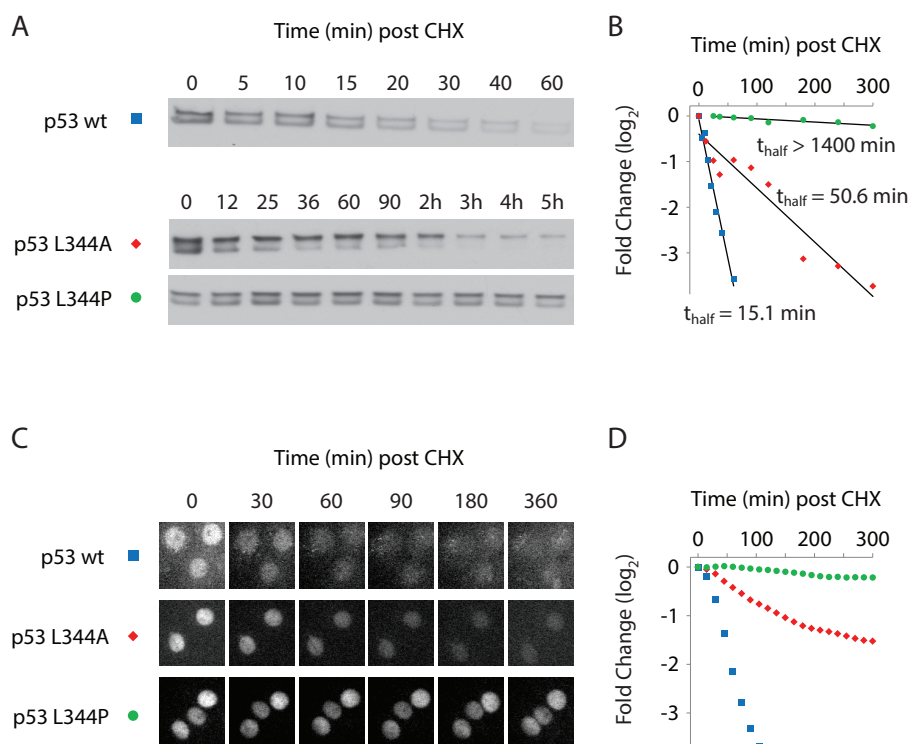 A
Time (min) post CHX
0 5 10 15 20 30 40 60
p53 wt
0 12 25 36 60 90 2h 3h 4h 5h
p53 L344A
p53 L344P
B
Time (min) post CHX
0 100 200 300
Fold Change (log2)
0
-1
-2
-3
thalf > 1400 min
thalf = 50.6 min
thalf = 15.1 min
C
Time (min) post CHX
0 30 60 90 180 360
p53 wt
p53 L344A
p53 L344P
D
Time (min) post CHX
0 100 200 300
Fold Change (log2)
0
-1
-2
-3